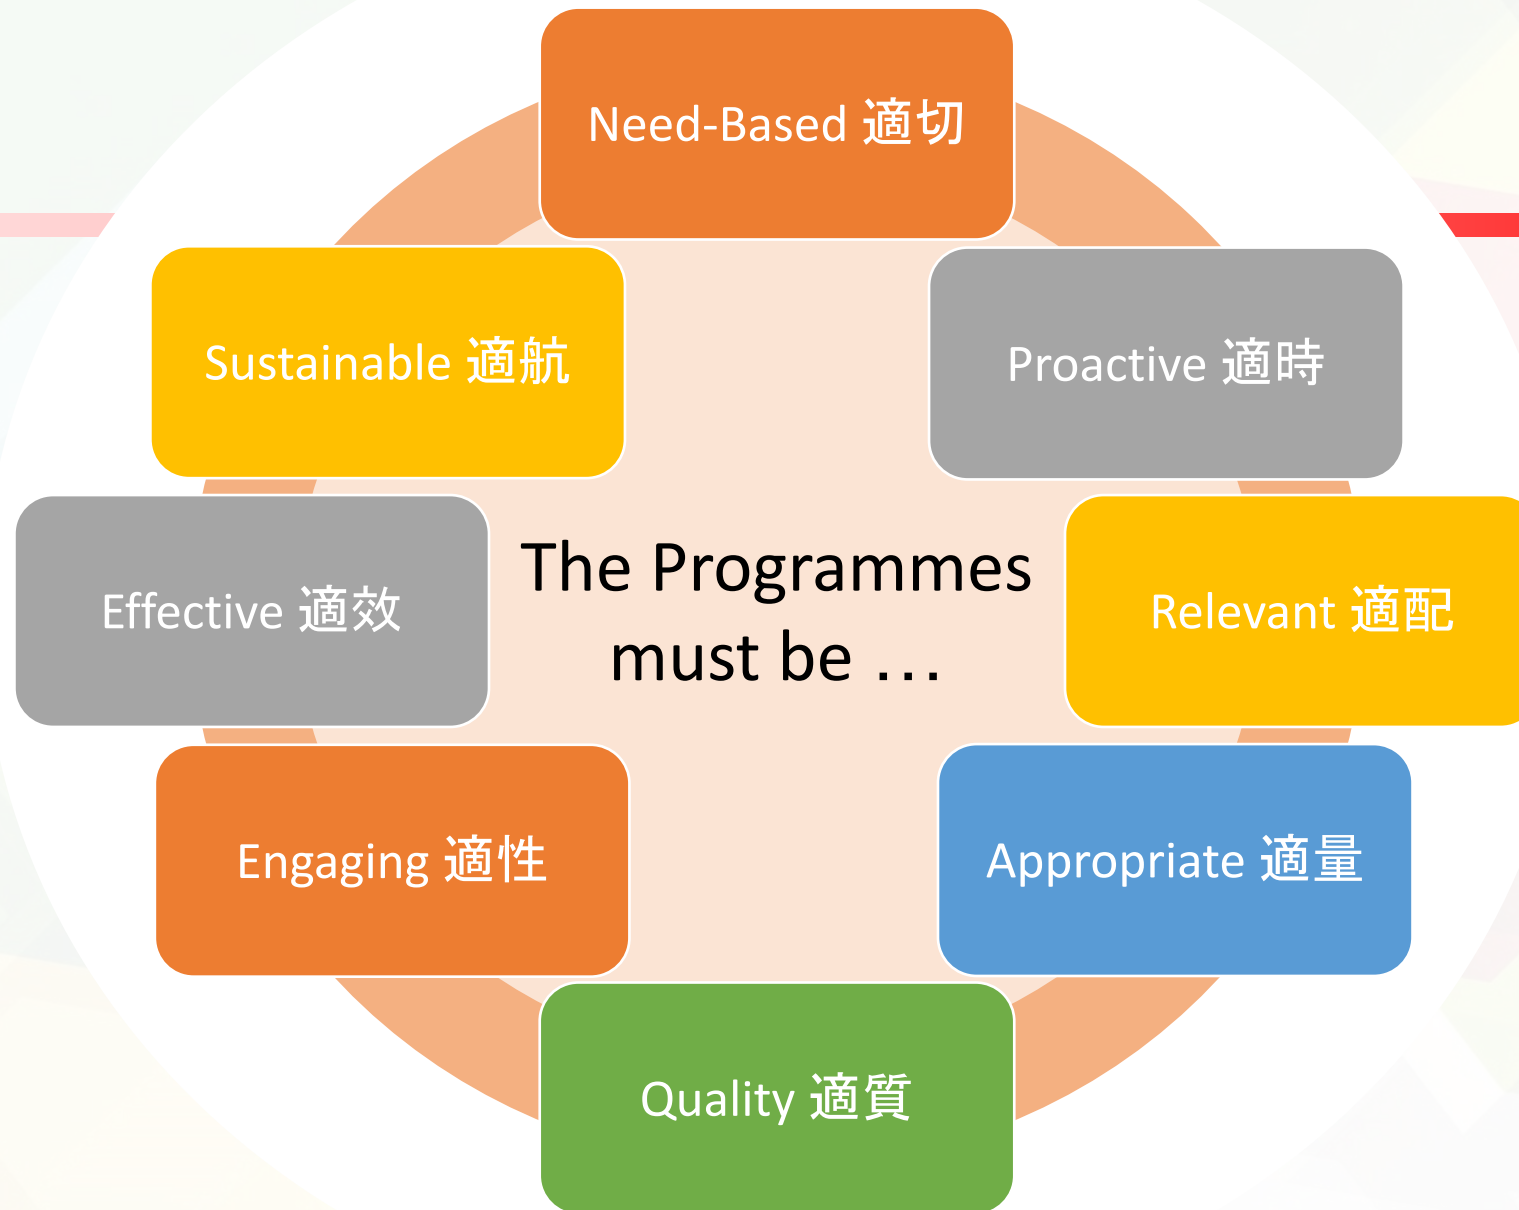 Need-Based 適切
Sustainable 適航
Proactive 適時
Effective 適效
The Programmes
must be …
Relevant 適配
Engaging 適性
Appropriate 適量
Quality 適質